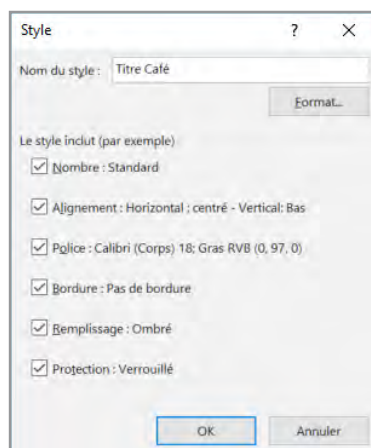 Style ? ×
Nom du style : Titre Café
Format...
Le style inclut (par exemple)
Nombre : Standard
Alignement : Horizontal : centré - Vertical: Bas
Police : Calibri (Corps) 18; Gras RVB (0, 97, 0)
Bordure : Pas de bordure
Remplissage : Ombré
Protection : Verrouillé
OK Annuler